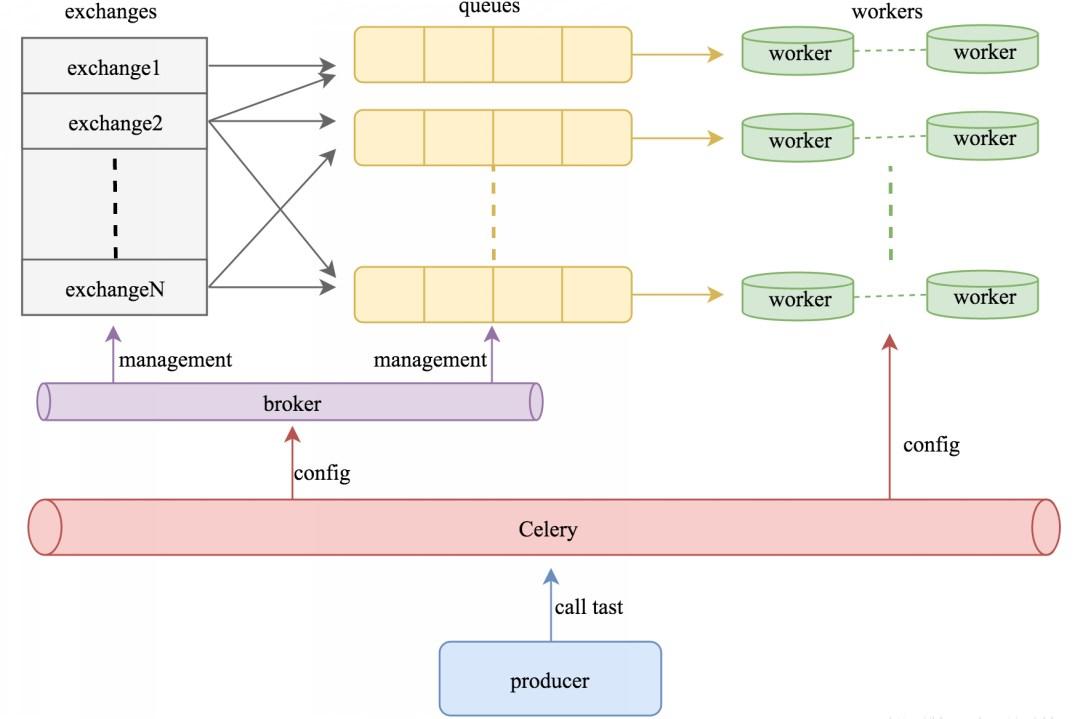 exchanges
queues
workers
exchange1
worker
worker
exchange2
worker
worker
exchangeN
worker
worker
management
management
broker
config
config
Celery
call tast
producer